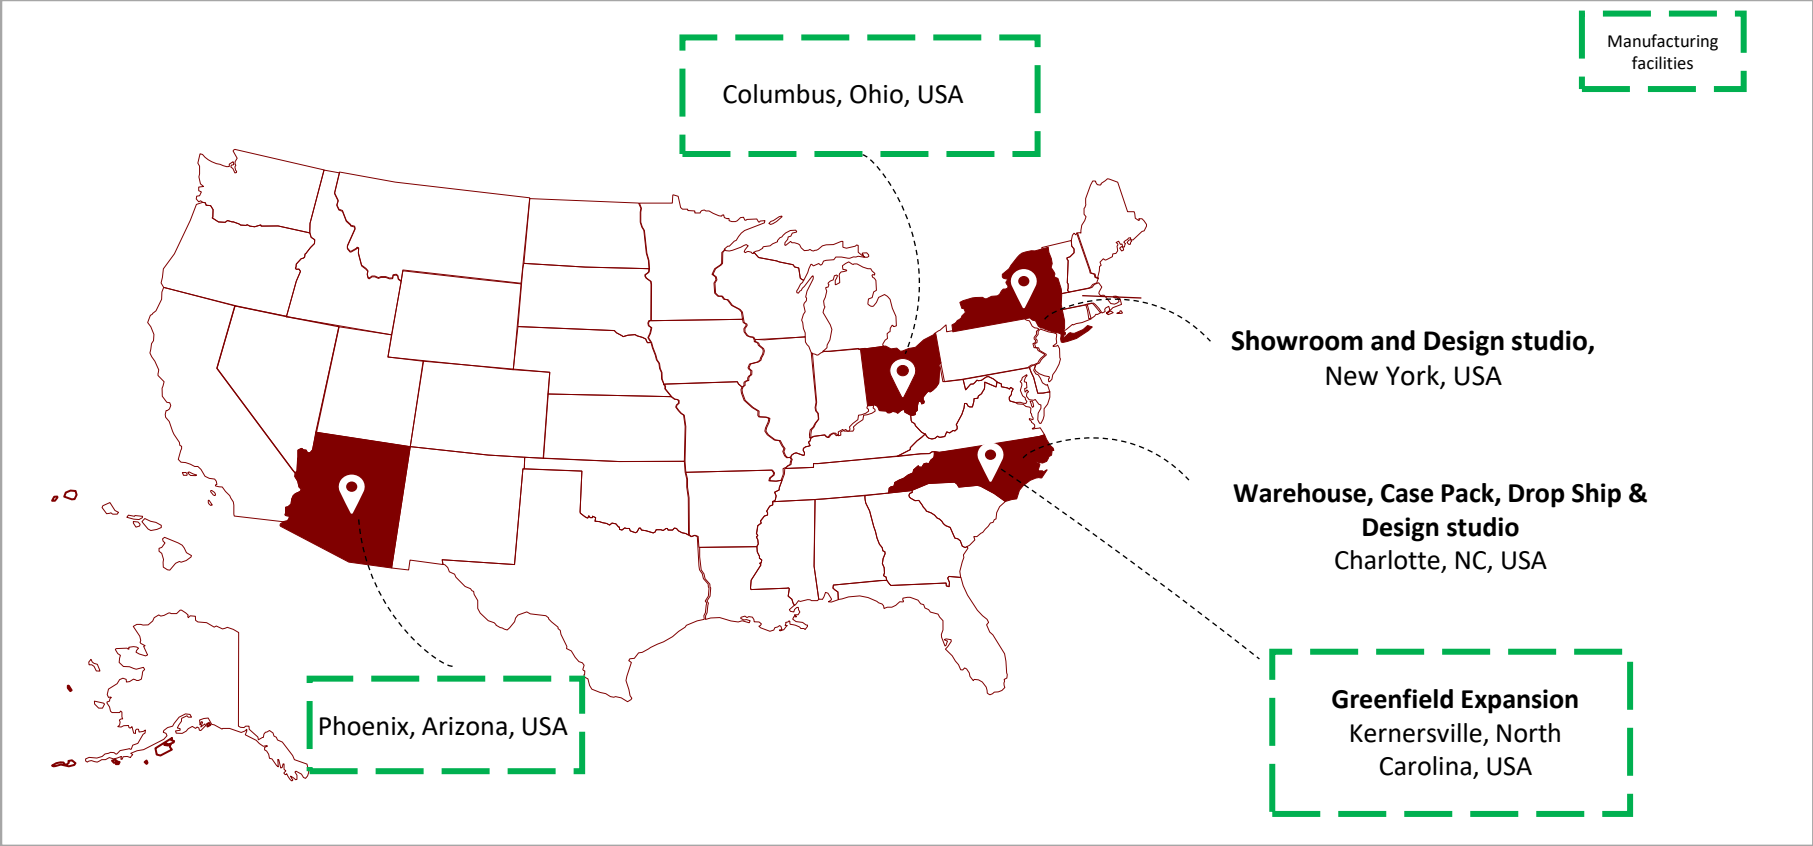 Manufacturing
facilities
Columbus, Ohio, USA
Showroom and Design studio,
New York, USA
Warehouse, Case Pack, Drop Ship &
Design studio
Charlotte, NC, USA
Greenfield Expansion
Kernersville, North
Carolina, USA
Phoenix, Arizona, USA